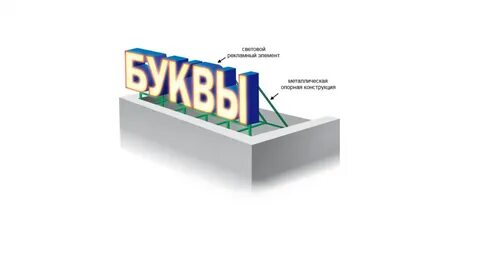 световой
рекламный элемент
БУКВЫ
металлическая
опорная конструкция